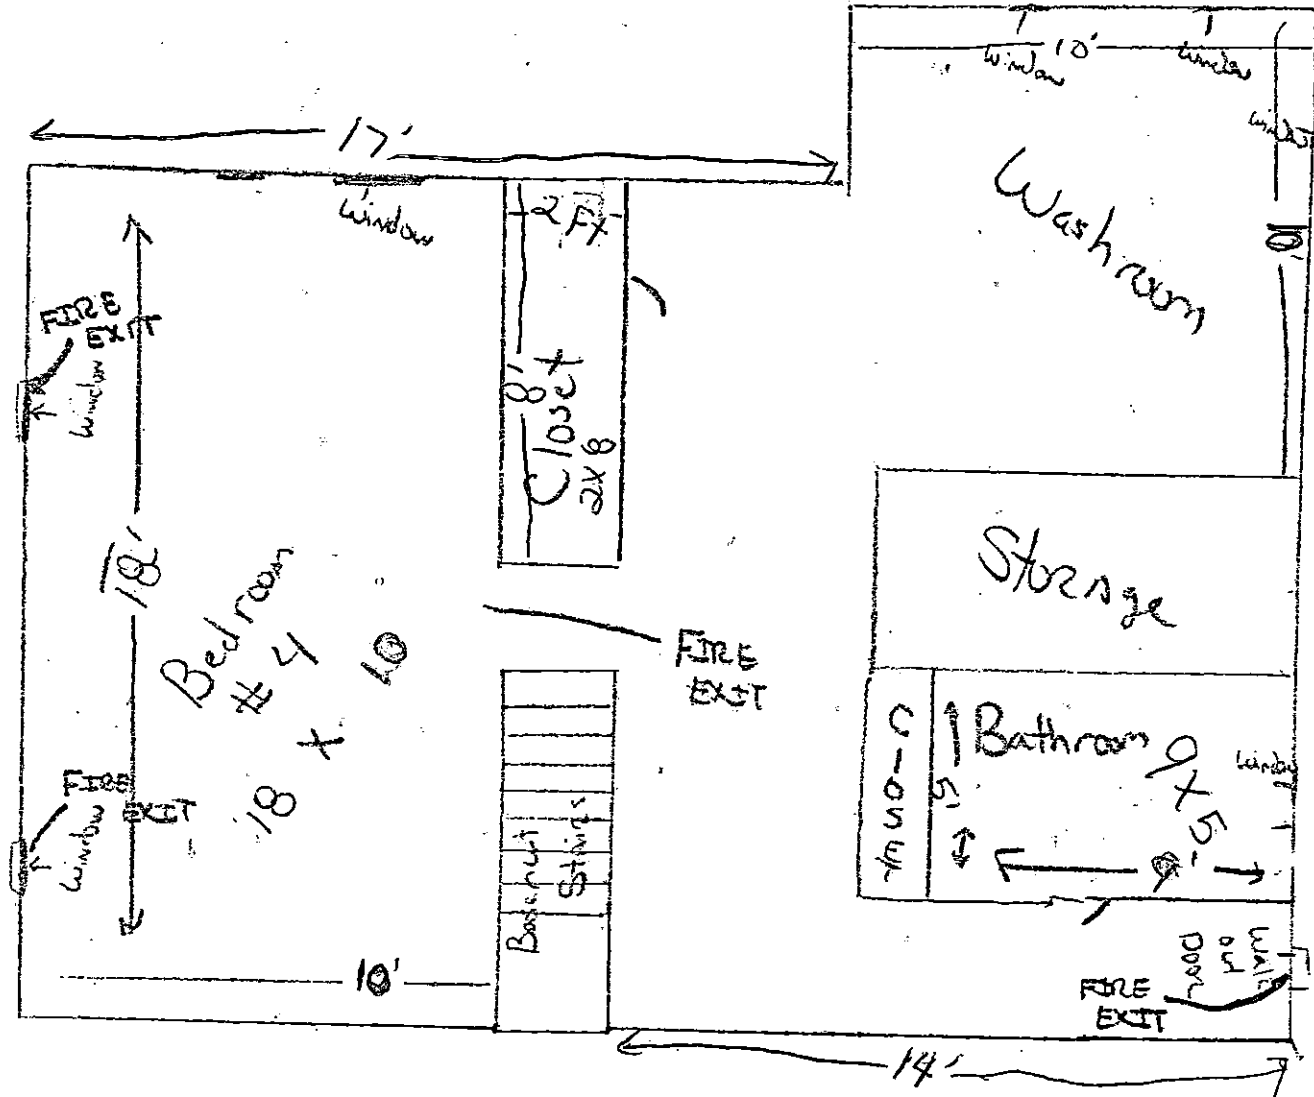 10'
window
window
window
17'
Washroom
window
2 Ft
10'
FIRE
EXIT
window
8'
Closet
2x8
18'
Storage
Bedroom
# 4
18 x 10
FIRE
EXIT
Closet
5'
Bathroom
9 x 5
window
FIRE
EXIT
window
Basement
Stairs
9'
10'
Walk
out
Door
FIRE
EXIT
14'